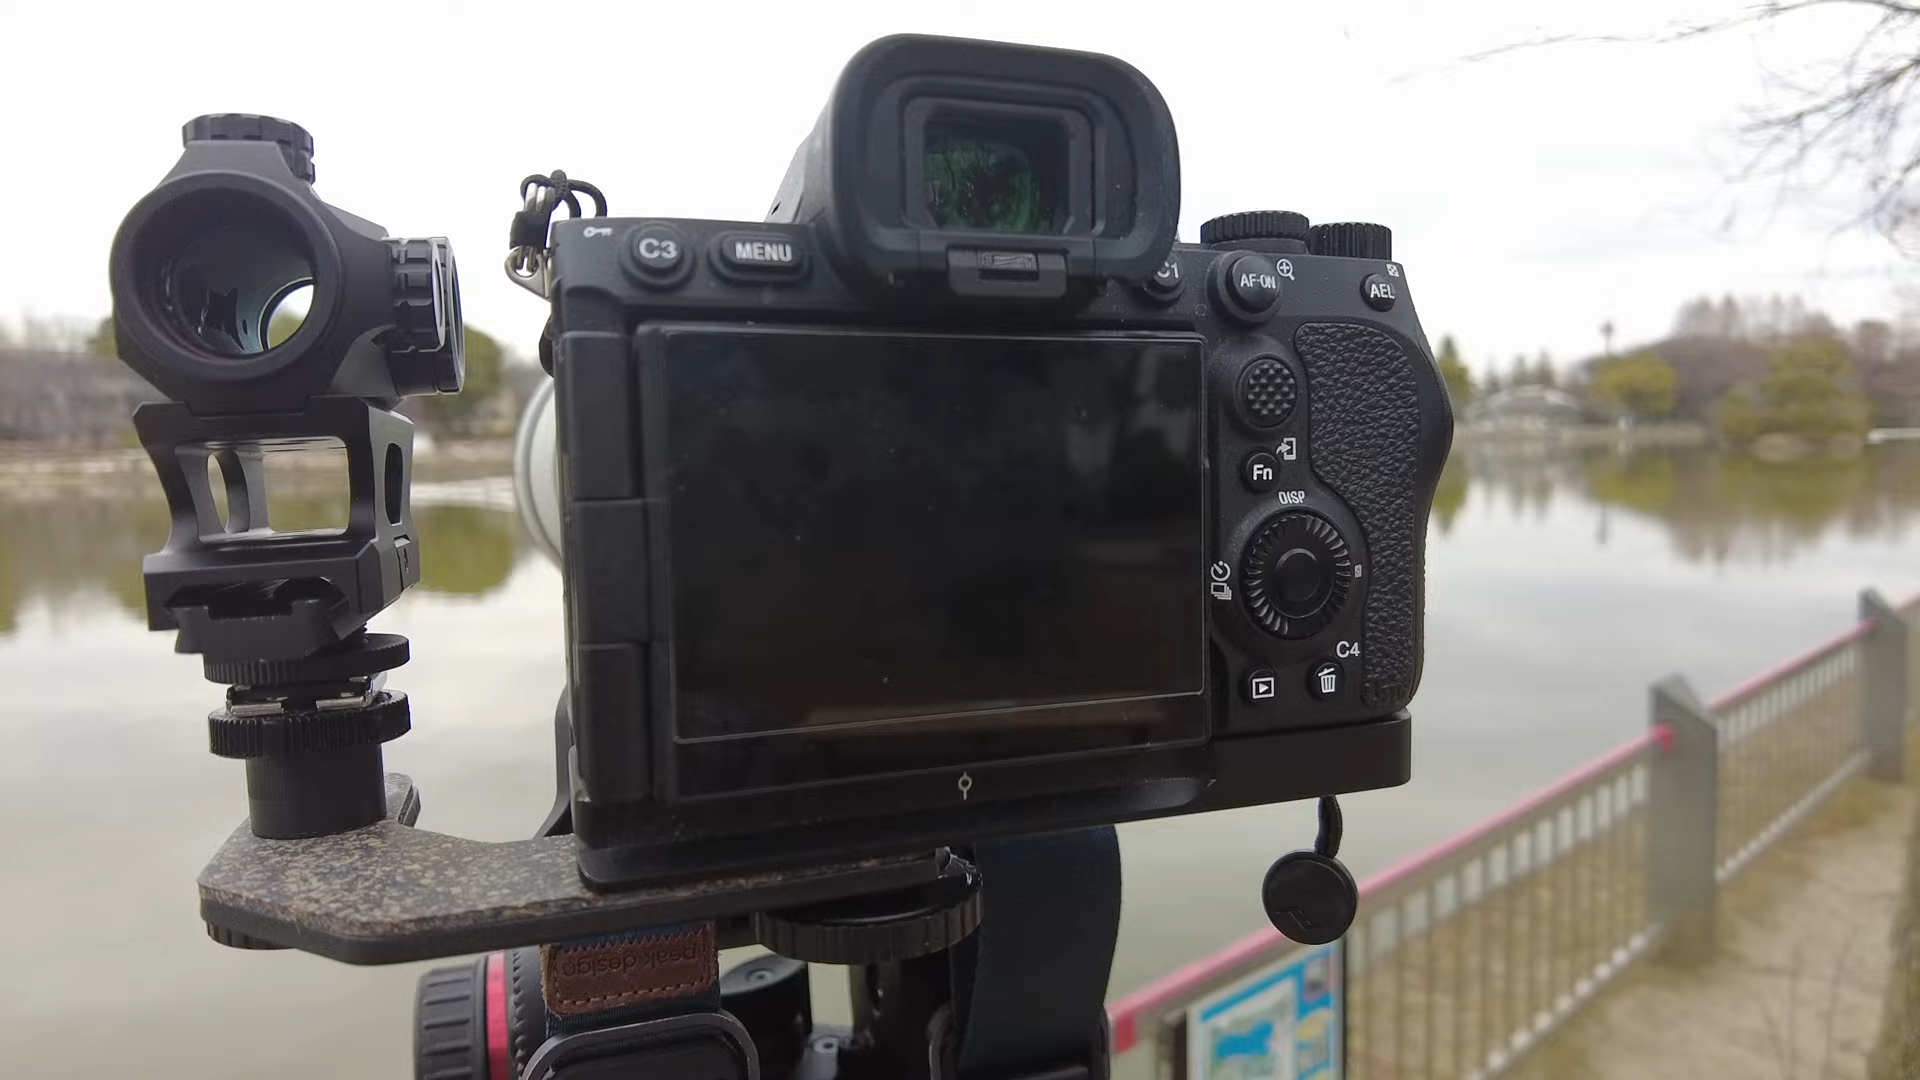 C3
MENU
C1
AF-ON
AEL
Fn
DISP
C4
peak design